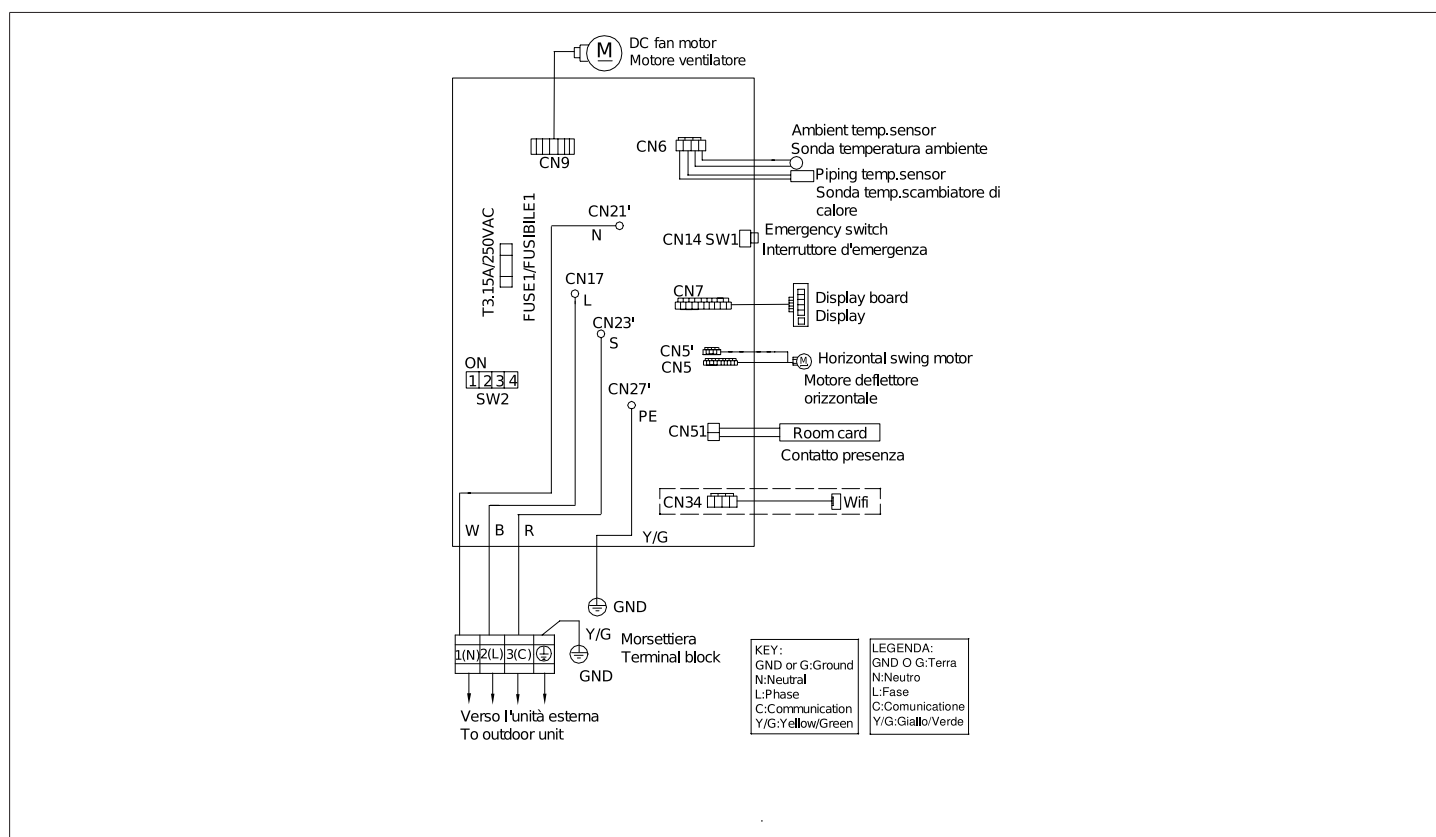 M
DC fan motor
Motore ventilatore
CN9
CN6
Ambient temp.sensor
Sonda temperatura ambiente
Piping temp.sensor
Sonda temp.scambiatore di
calore
T3.15A/250VAC
FUSE1/FUSIBILE1
CN21'
N
CN14 SW1
Emergency switch
Interruttore d'emergenza
CN17
L
CN7
Display board
Display
CN23'
S
CN5'
CN5
M
Horizontal swing motor
Motore deflettore
orizzontale
ON
1 2 3 4
SW2
CN27'
PE
CN51
Room card
Contatto presenza
CN34
Wifi
W B R
Y/G
GND
Y/G
GND
Morsettiera
Terminal block
1(N) 2(L) 3(C)
Verso l'unità esterna
To outdoor unit
KEY:
GND or G:Ground
N:Neutral
L:Phase
C:Communication
Y/G:Yellow/Green
LEGENDA:
GND O G:Terra
N:Neutro
L:Fase
C:Comunicatione
Y/G:Giallo/Verde